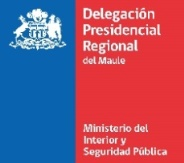 Delegación
Presidencial
Regional
del Maule
Ministerio del
Interior y
Seguridad Pública